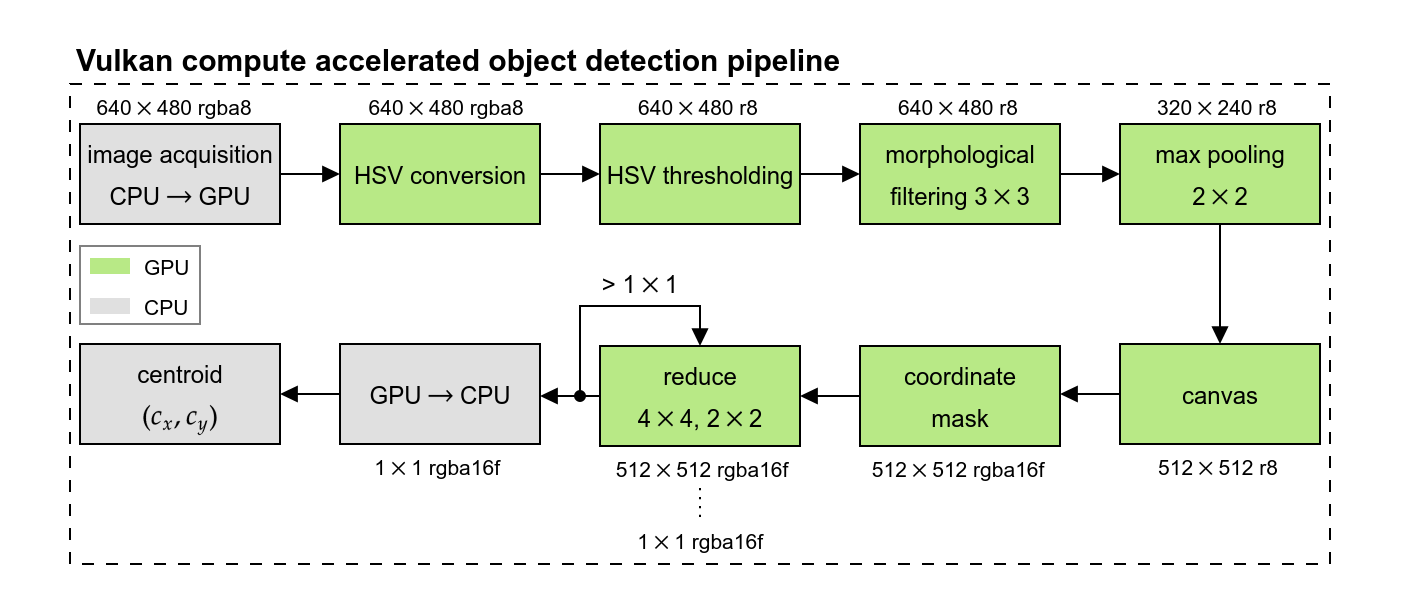 Vulkan compute accelerated object detection pipeline
640 × 480 rgba8
640 × 480 rgba8
640 × 480 r8
640 × 480 r8
320 × 240 r8
image acquisition
CPU → GPU
HSV conversion
HSV thresholding
morphological
filtering 3 × 3
max pooling
2 × 2
GPU
CPU
> 1 × 1
centroid
(cₓ, c_y)
GPU → CPU
reduce
4 × 4, 2 × 2
coordinate
mask
canvas
1 × 1 rgba16f
512 × 512 rgba16f
512 × 512 rgba16f
512 × 512 r8
1 × 1 rgba16f